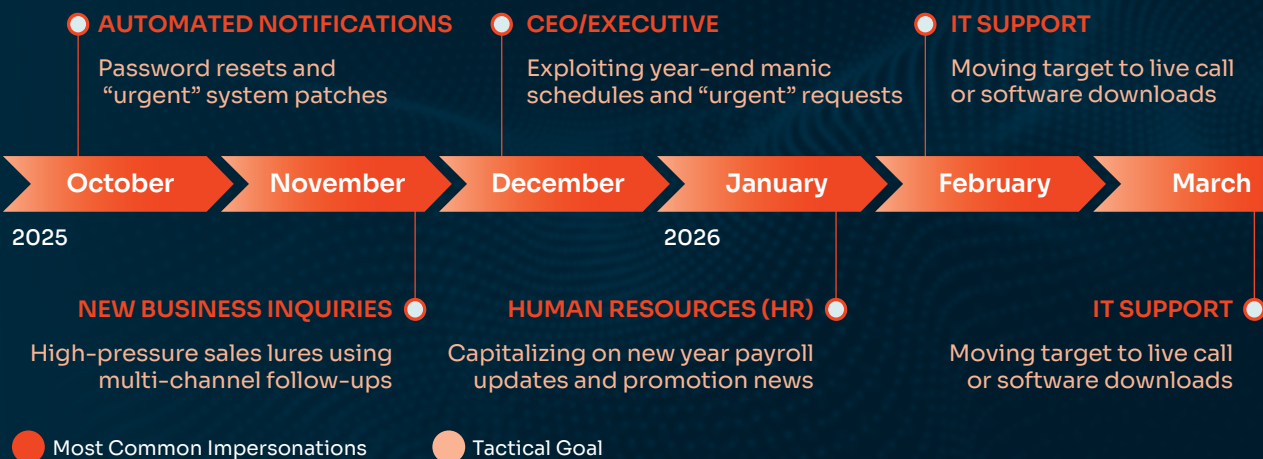 AUTOMATED NOTIFICATIONS
Password resets and
“urgent” system patches
CEO/EXECUTIVE
Exploiting year-end manic
schedules and “urgent” requests
IT SUPPORT
Moving target to live call
or software downloads
October
November
December
January
February
March
2025
2026
NEW BUSINESS INQUIRIES
High-pressure sales lures using
multi-channel follow-ups
HUMAN RESOURCES (HR)
Capitalizing on new year payroll
updates and promotion news
IT SUPPORT
Moving target to live call
or software downloads
Most Common Impersonations
Tactical Goal